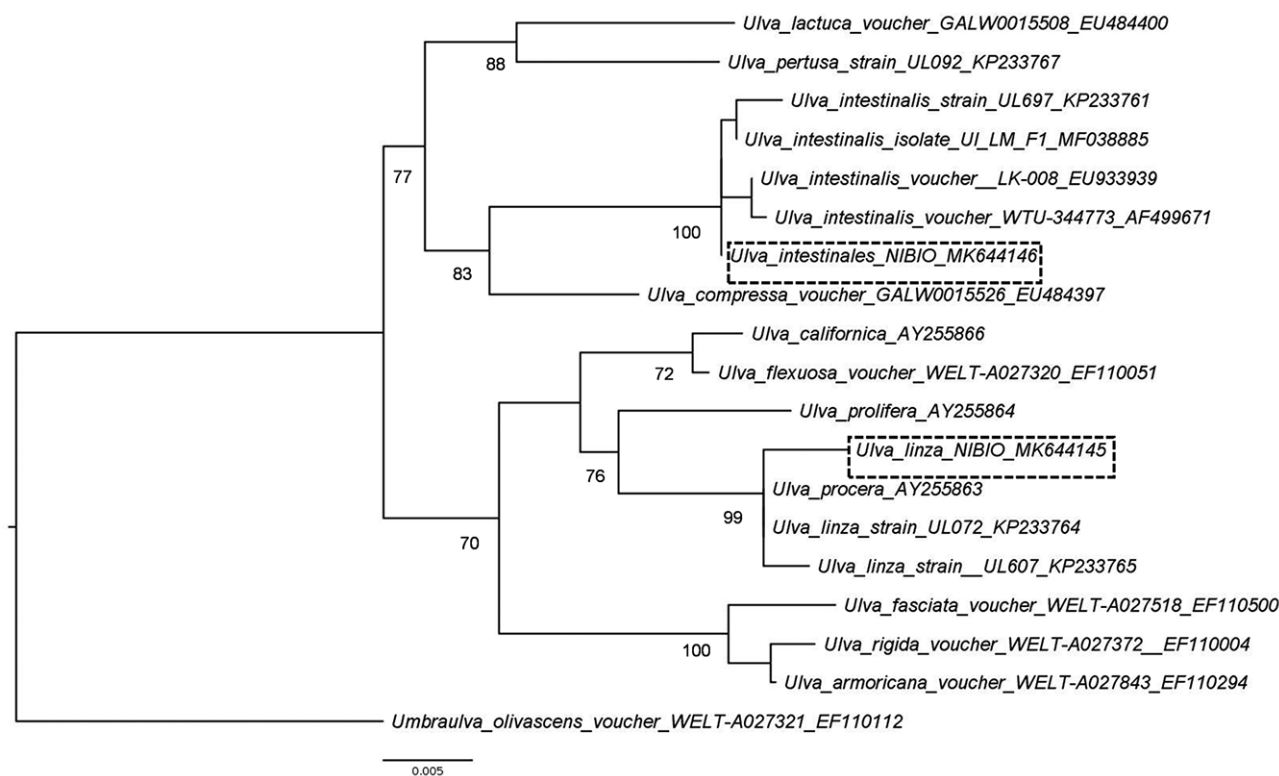 Ulva_lactuca_voucher_GALW0015508_EU484400
88
Ulva_pertusa_strain_UL092_KP233767
Ulva_intestinalis_strain_UL697_KP233761
Ulva_intestinalis_isolate_UI_LM_F1_MF038885
77
Ulva_intestinalis_voucher__LK-008_EU933939
Ulva_intestinalis_voucher_WTU-344773_AF499671
100
Ulva_intestinales_NIBIO_MK644146
83
Ulva_compressa_voucher_GALW0015526_EU484397
Ulva_californica_AY255866
72
Ulva_flexuosa_voucher_WELT-A027320_EF110051
Ulva_prolifera_AY255864
Ulva_linza_NIBIO_MK644145
76
Ulva_procera_AY255863
99
Ulva_linza_strain_UL072_KP233764
70
Ulva_linza_strain__UL607_KP233765
Ulva_fasciata_voucher_WELT-A027518_EF110500
100
Ulva_rigida_voucher_WELT-A027372__EF110004
Ulva_armoricana_voucher_WELT-A027843_EF110294
Umbraulva_olivascens_voucher_WELT-A027321_EF110112
0.005